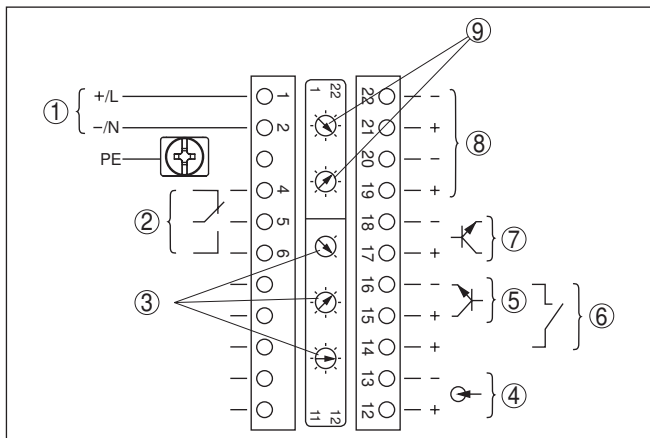 ⑨
① +/L 1 1 22 22 −
−/N 2 21 + ⑧
PE 20 −
4 19 +
② 5 18 − ⑦
6 17 +
16 − ⑤
③ 15 + ⑥
14 +
13 − ④
11 12 12 +